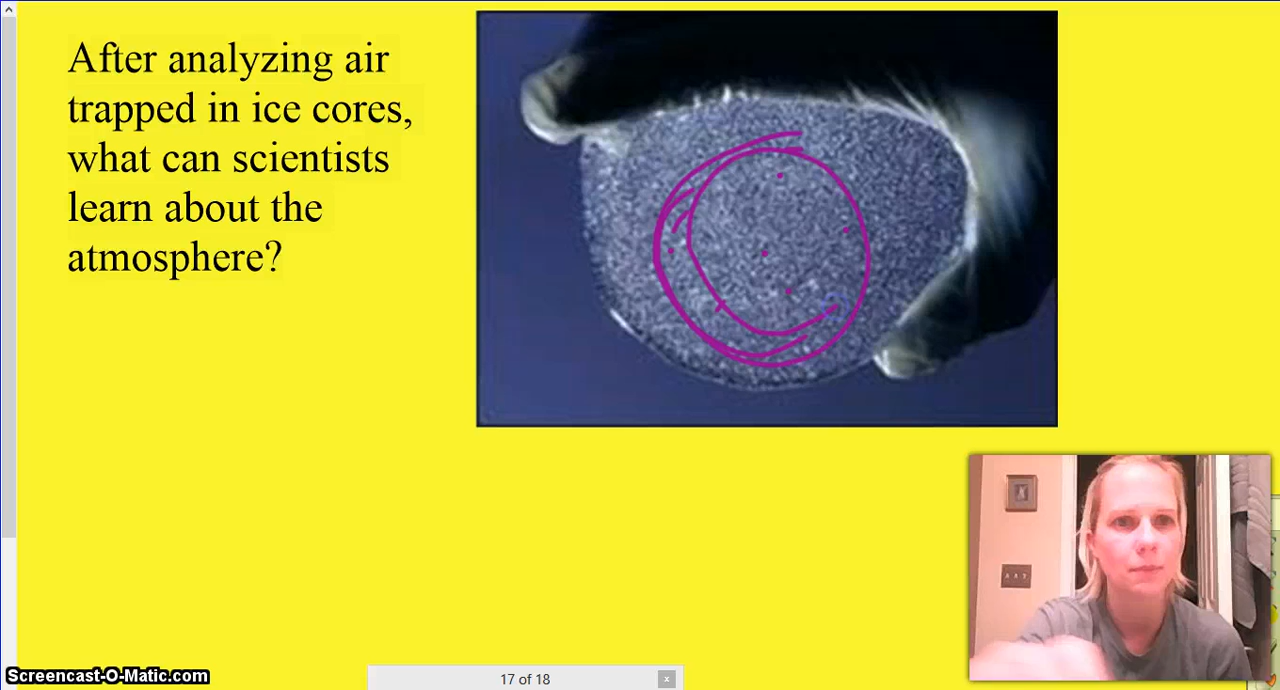 After analyzing air
trapped in ice cores,
what can scientists
learn about the
atmosphere?
Screencast-O-Matic.com
17 of 18
x